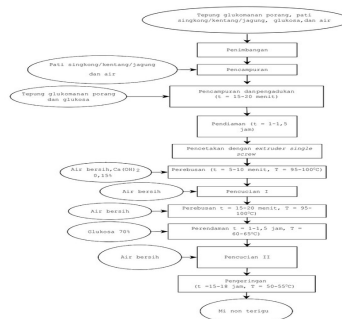 Tepung glukomanan porang, pati
singkong/kentang/jagung, glukosa,dan air
Penimbangan
Pati singkong/kentang/jagung
dan air
Pencampuran
Tepung glukomanan porang
dan glukosa
Pencampuran danpengadukan
(t = 15-20 menit)
Pendiaman (t = 1-1,5
jam)
Pencetakan dengan extruder single
screw
Air bersih,Ca(OH)2
0,15%
Perebusan (t = 5-10 menit, T = 95-100°C)
Air bersih
Pencucian I
Air bersih
Perebusan t = 15-20 menit, T = 95-
100°C)
Glukosa 70%
Perendaman t = 1-1,5 jam, T =
60-65°C)
Air bersih
Pencucian II
Pengeringan
(t =15-18 jam, T = 50-55°C)
Mi non terigu